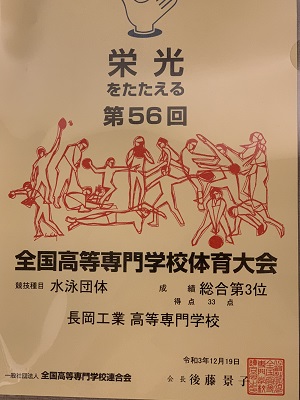 栄光
をたたえる
第56回
全国高等専門学校体育大会
競技種目 水泳団体 成績 総合第3位
得点 33 点
長岡工業 高等専門学校
令和3年12月19日
一般社団法人 全国高等専門学校連合会 会長 後藤景子